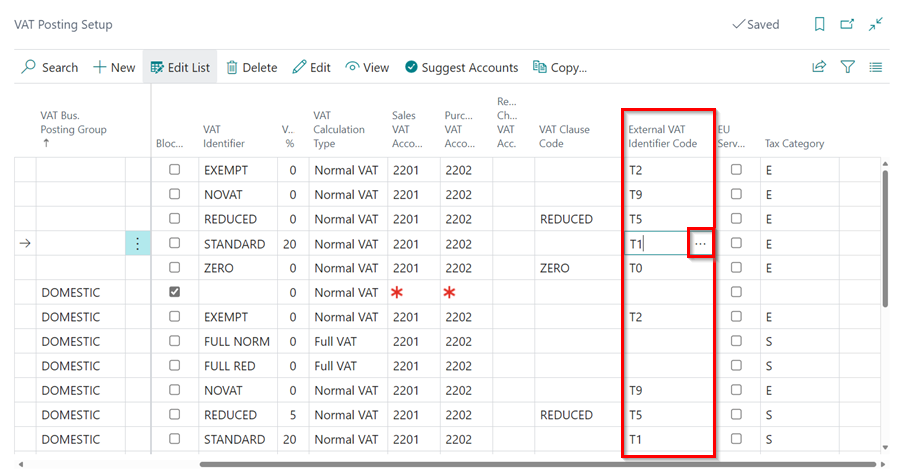 VAT Posting Setup
Saved
Search New Edit List Delete Edit View Suggest Accounts Copy...
VAT Bus. Posting Group ↑
Bloc...
VAT Identifier
V... %
VAT Calculation Type
Sales VAT Acco...
Purc... VAT Acco...
Re... Ch... VAT Acc.
VAT Clause Code
External VAT Identifier Code
EU Serv...
Tax Category
EXEMPT 0 Normal VAT 2201 2202 T2 E
NOVAT 0 Normal VAT 2201 2202 T9 E
REDUCED 0 Normal VAT 2201 2202 REDUCED T5 E
STANDARD 20 Normal VAT 2201 2202 T1 ... E
ZERO 0 Normal VAT 2201 2202 ZERO T0 E
DOMESTIC 0 Normal VAT * *
DOMESTIC EXEMPT 0 Normal VAT 2201 2202 T2 E
DOMESTIC FULL NORM 0 Full VAT 2201 2202 S
DOMESTIC FULL RED 0 Full VAT 2201 2202 S
DOMESTIC NOVAT 0 Normal VAT 2201 2202 T9 E
DOMESTIC REDUCED 5 Normal VAT 2201 2202 REDUCED T5 S
DOMESTIC STANDARD 20 Normal VAT 2201 2202 T1 S